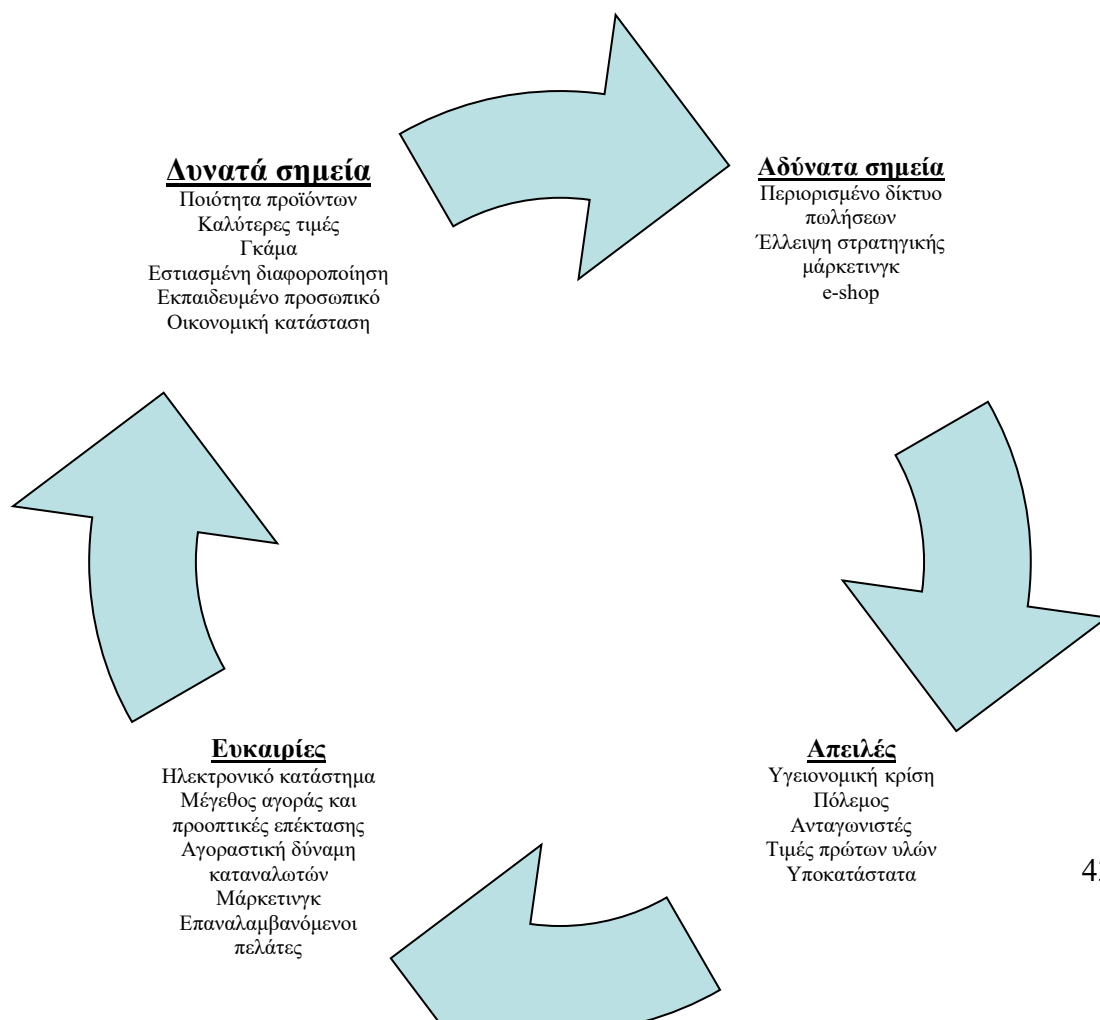 Δυνατά σημεία
Ποιότητα προϊόντων
Καλύτερες τιμές
Γκάμα
Εστιασμένη διαφοροποίηση
Εκπαιδευμένο προσωπικό
Οικονομική κατάσταση
Αδύνατα σημεία
Περιορισμένο δίκτυο
πωλήσεων
Έλλειψη στρατηγικής
μάρκετινγκ
e-shop
Ευκαιρίες
Ηλεκτρονικό κατάστημα
Μέγεθος αγοράς και
προοπτικές επέκτασης
Αγοραστική δύναμη
καταναλωτών
Μάρκετινγκ
Επαναλαμβανόμενοι
πελάτες
Απειλές
Υγειονομική κρίση
Πόλεμος
Ανταγωνιστές
Τιμές πρώτων υλών
Υποκατάστατα